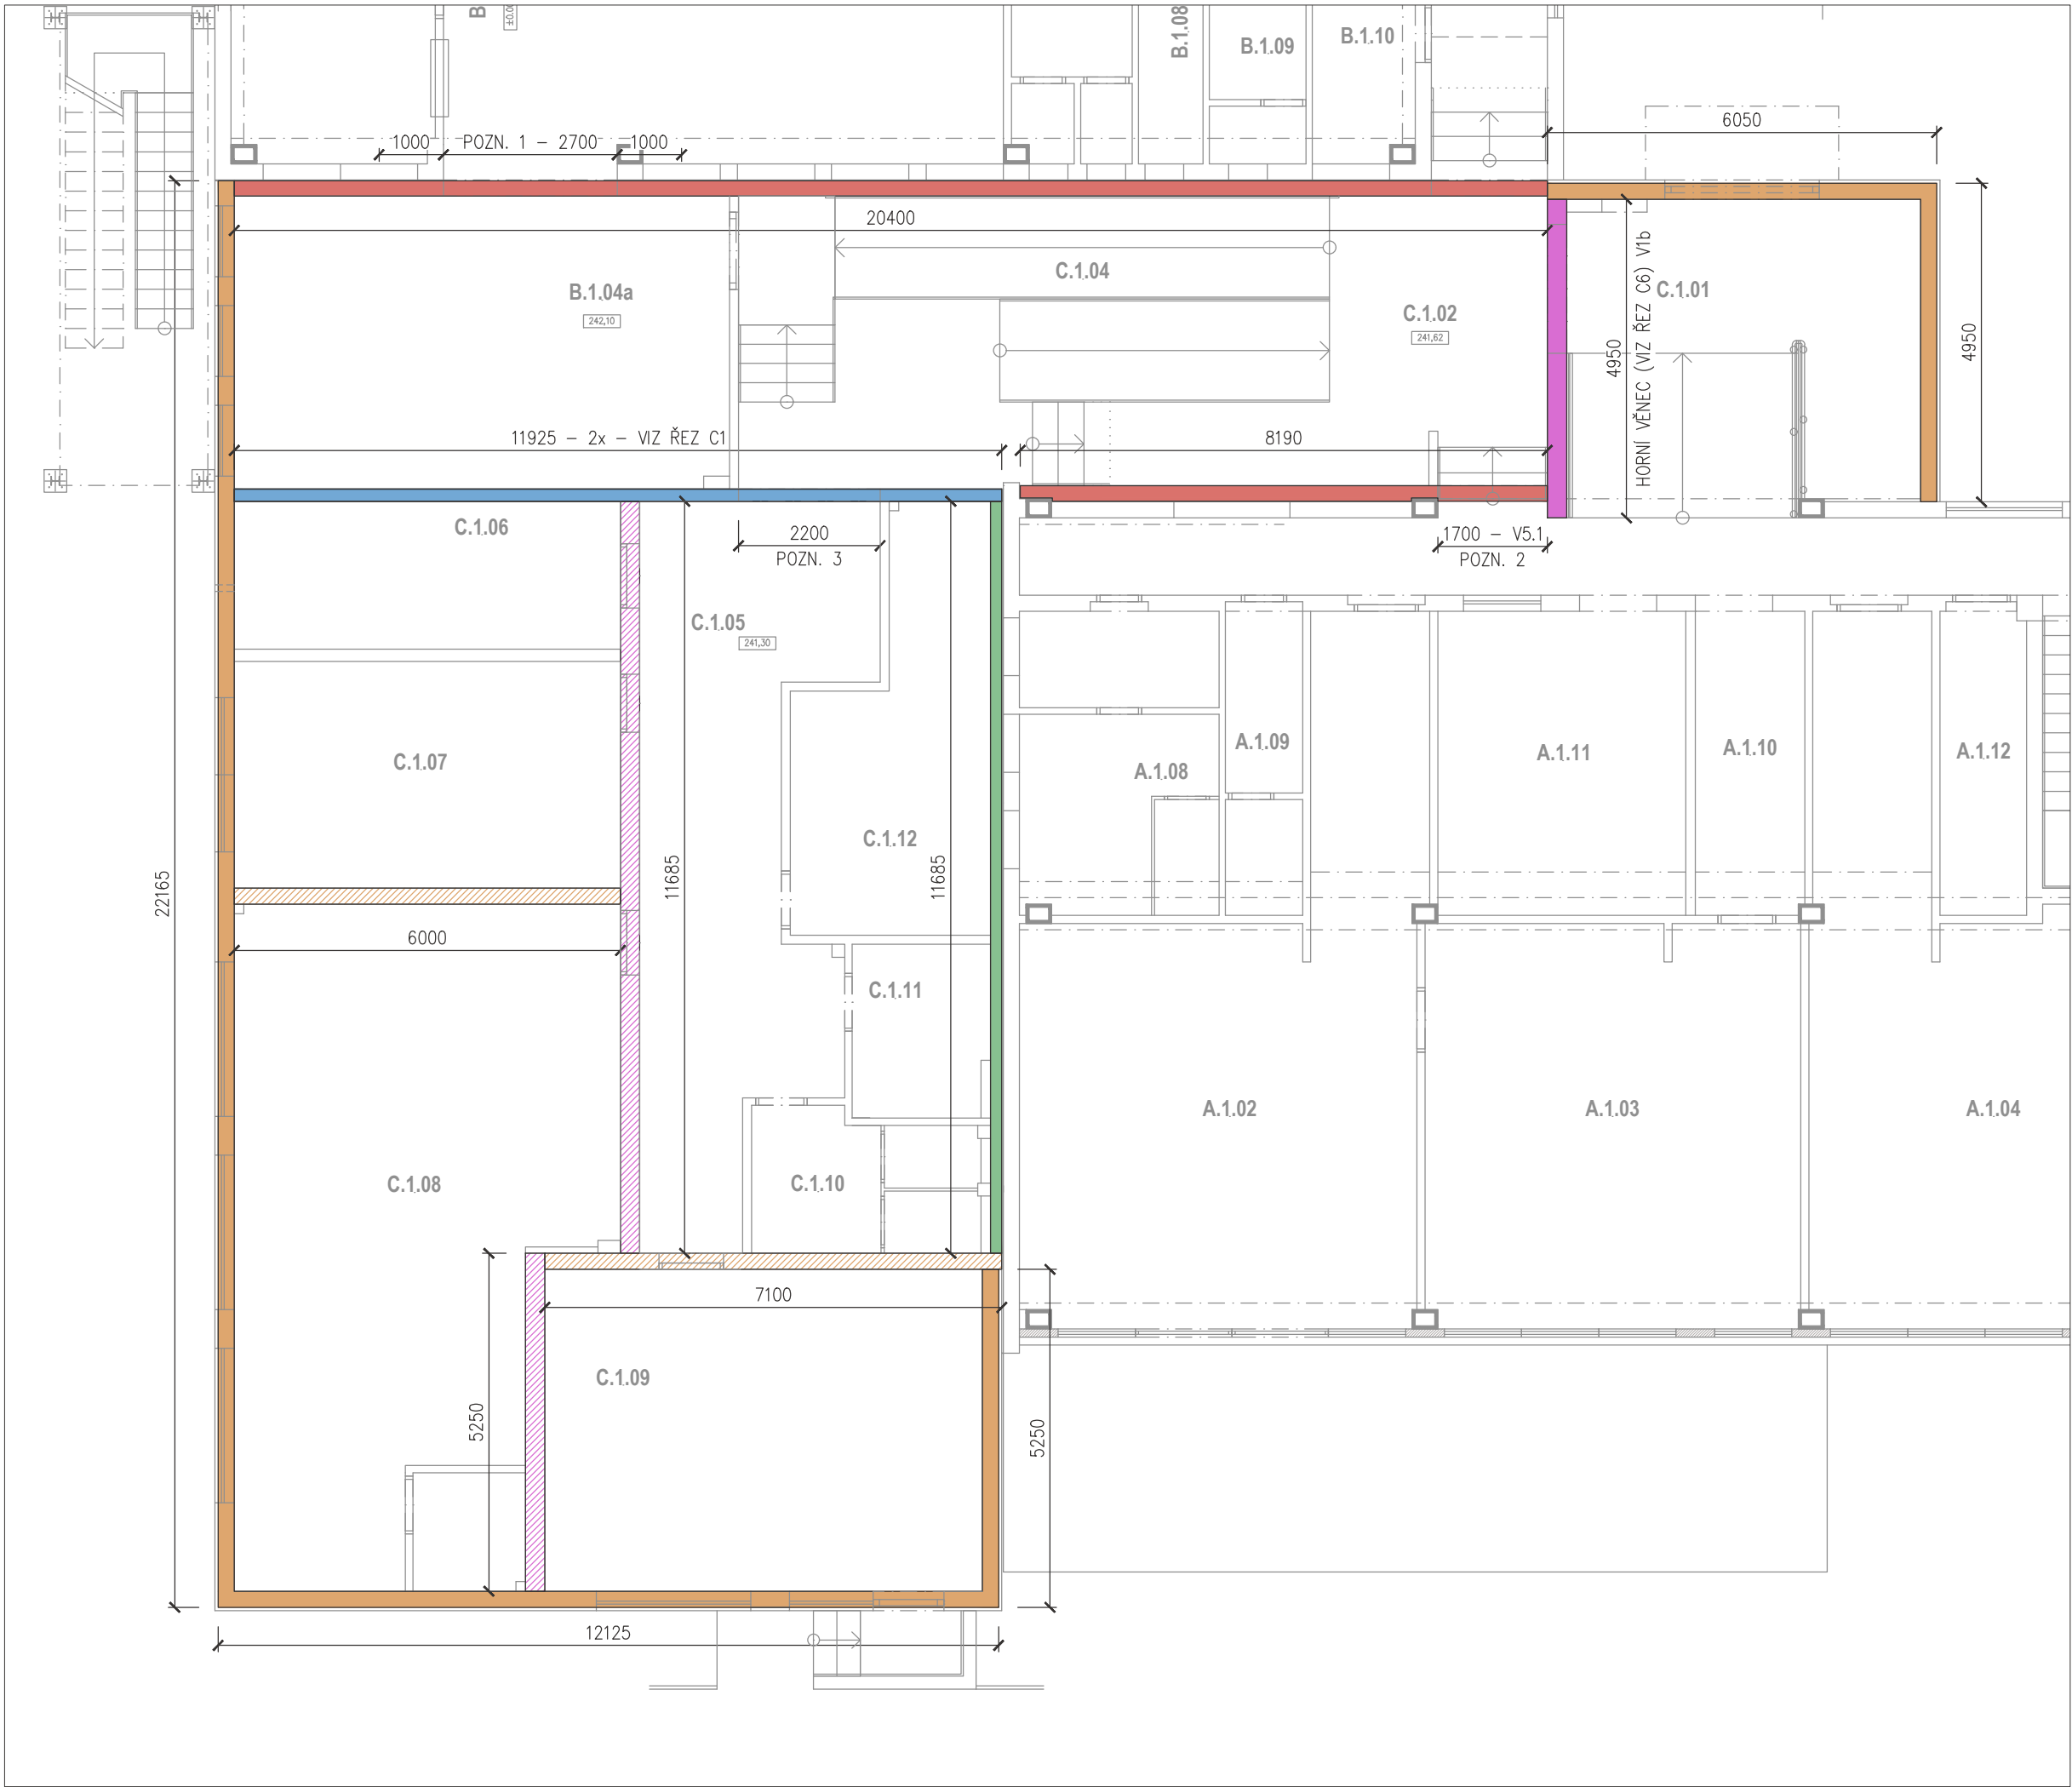 B
±0.00
B.1.08
B.1.09
B.1.10
6050
1000
POZN. 1 – 2700
1000
20400
C.1.04
B.1.04a
242,10
C.1.02
241,62
C.1.01
4950
HORNÍ VĚNEC (VIZ ŘEZ C6) V1b
4950
11925 – 2x – VIZ ŘEZ C1
8190
C.1.06
2200
POZN. 3
1700 – V5.1
POZN. 2
C.1.05
241,30
C.1.07
A.1.08
A.1.09
A.1.11
A.1.10
A.1.12
C.1.12
22165
11685
11685
6000
C.1.11
A.1.02
A.1.03
A.1.04
C.1.08
C.1.10
7100
C.1.09
5250
5250
12125